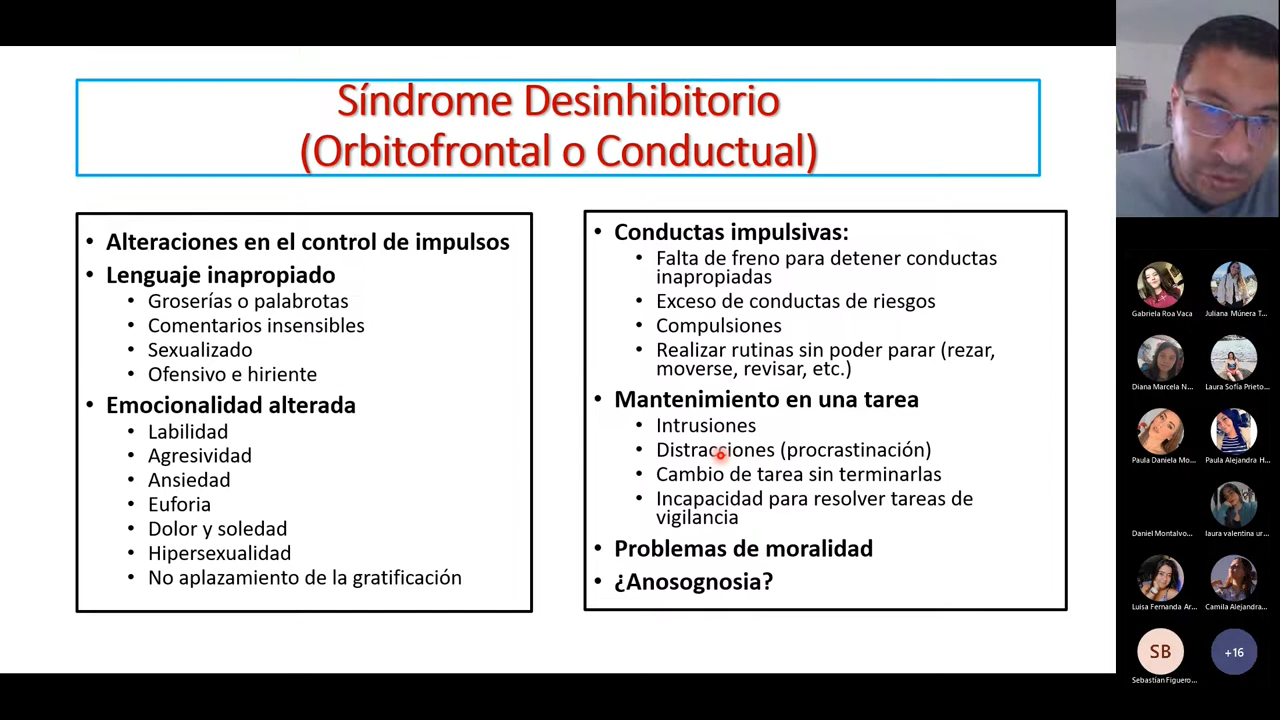 Síndrome Desinhibitorio
(Orbitofrontal o Conductual)
• Alteraciones en el control de impulsos
• Lenguaje inapropiado
• Groserías o palabrotas
• Comentarios insensibles
• Sexualizado
• Ofensivo e hiriente
• Emocionalidad alterada
• Labilidad
• Agresividad
• Ansiedad
• Euforia
• Dolor y soledad
• Hipersexualidad
• No aplazamiento de la gratificación
• Conductas impulsivas:
• Falta de freno para detener conductas
inapropiadas
• Exceso de conductas de riesgos
• Compulsiones
• Realizar rutinas sin poder parar (rezar,
moverse, revisar, etc.)
• Mantenimiento en una tarea
• Intrusiones
• Distracciones (procrastinación)
• Cambio de tarea sin terminarlas
• Incapacidad para resolver tareas de
vigilancia
• Problemas de moralidad
• ¿Anosognosia?
Gabriela Roa Vaca
Juliana Múnera T...
Diana Marcela N...
Laura Sofía Prieto...
Paula Daniela Mo...
Paula Alejandra H...
Daniel Montalvo...
laura valentina ur...
Luisa Fernanda Ar...
Camila Alejandra...
SB
+16
Sebastían Figuero...